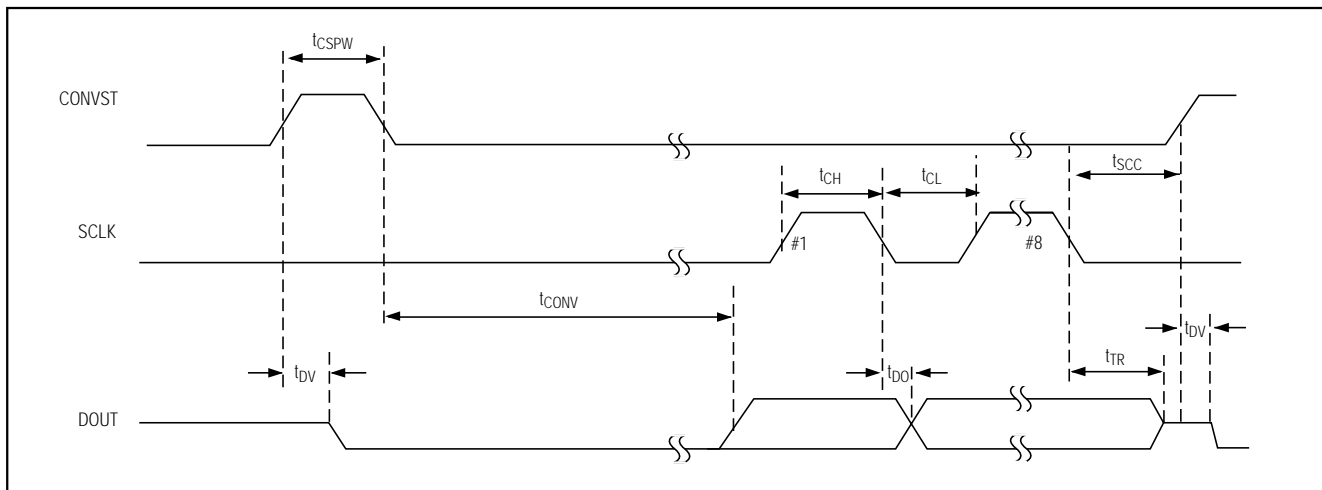 tCSPW
CONVST
tSCC
tCH
tCL
SCLK
#1
#8
tCONV
tDV
tDV
tTR
tDO
DOUT